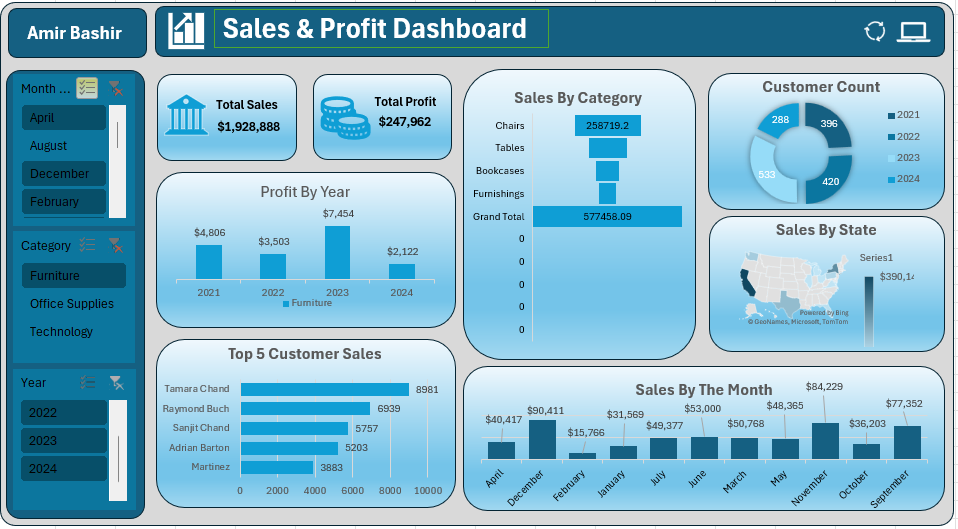 Amir Bashir
Sales & Profit Dashboard
Month ...
April
August
December
February
Category
Furniture
Office Supplies
Technology
Year
2022
2023
2024
Total Sales
$1,928,888
Total Profit
$247,962
Profit By Year
$4,806
$3,503
$7,454
$2,122
2021
2022
2023
2024
Furniture
Top 5 Customer Sales
Tamara Chand
8981
Raymond Buch
6939
Sanjit Chand
5757
Adrian Barton
5203
Martinez
3883
0
2000
4000
6000
8000
10000
Sales By Category
Chairs
258719.2
Tables
Bookcases
Furnishings
Grand Total
577458.09
0
0
0
0
0
Customer Count
288
396
533
420
2021
2022
2023
2024
Sales By State
Series1
$390,14
Powered by Bing
© GeoNames, Microsoft, TomTom
Sales By The Month
$40,417
$90,411
$15,766
$31,569
$49,377
$53,000
$50,768
$48,365
$84,229
$36,203
$77,352
April
December
February
January
July
June
March
May
November
October
September